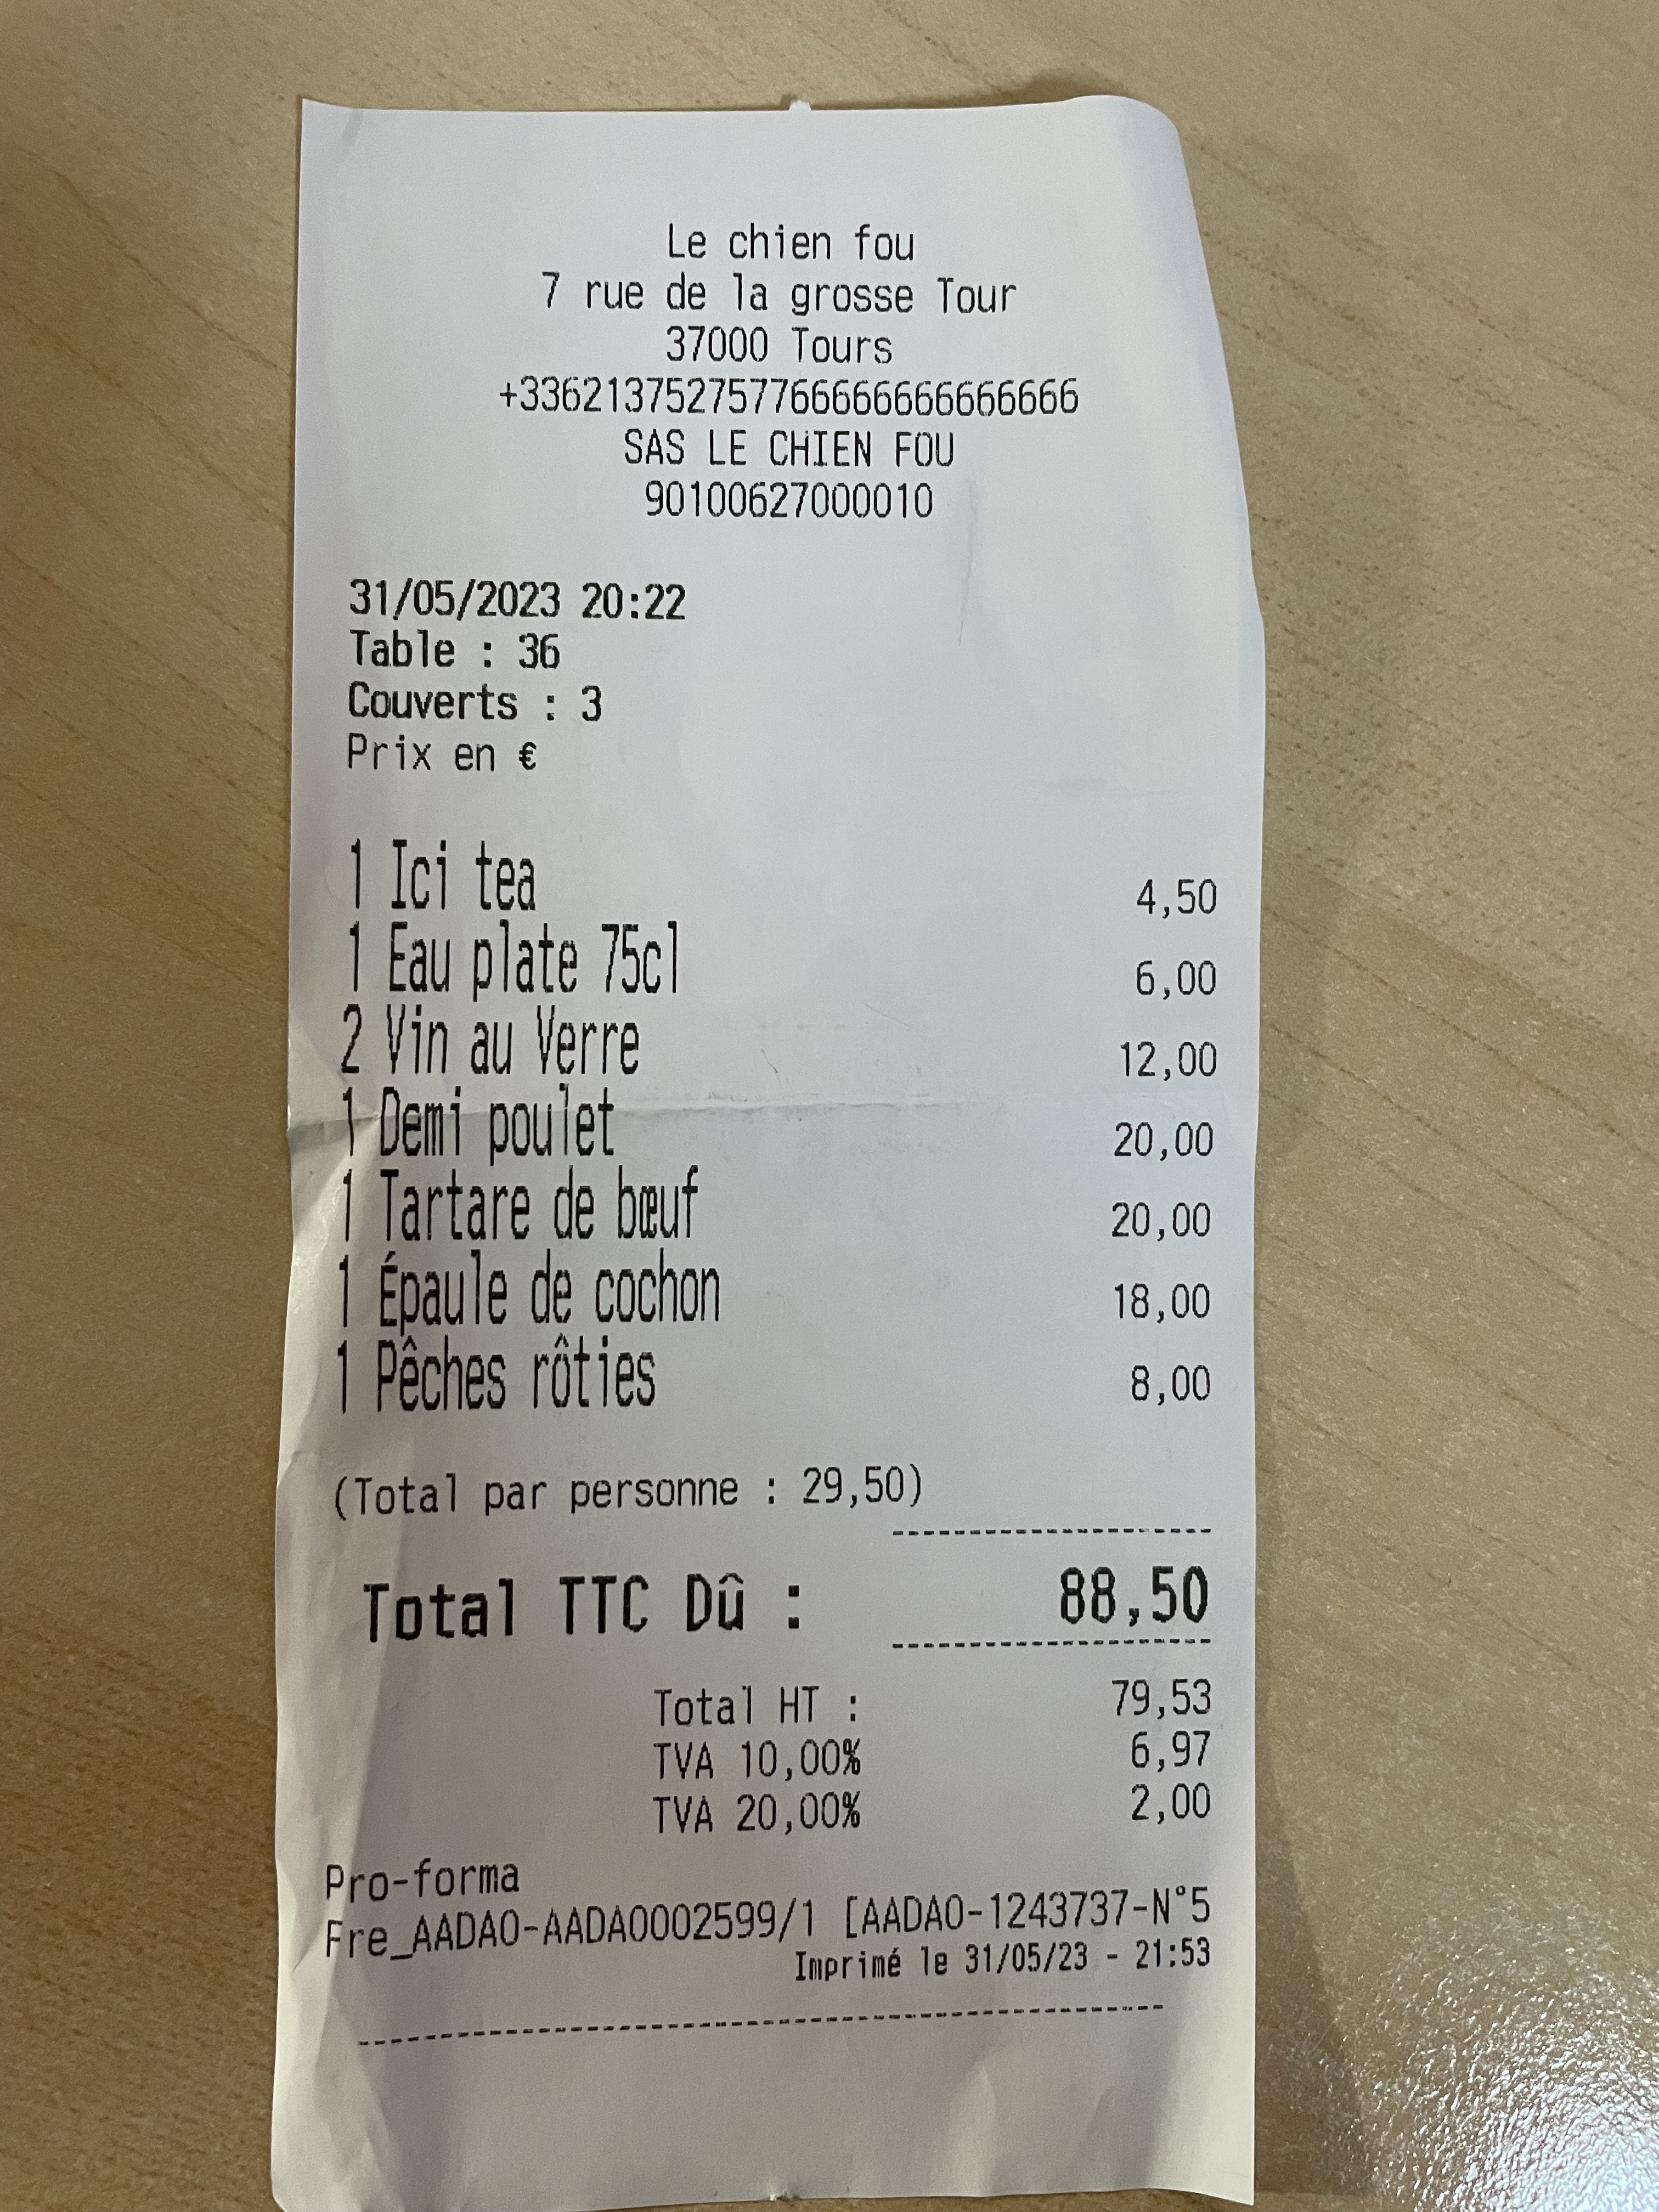 Le chien fou
7 rue de la grosse Tour
37000 Tours
+33621375275776666666666666
SAS LE CHIEN FOU
90100627000010
31/05/2023 20:22
Table : 36
Couverts : 3
Prix en €
1 Ici tea 4,50
1 Eau plate 75cl 6,00
2 Vin au Verre 12,00
1 Demi poulet 20,00
1 Tartare de bœuf 20,00
1 Épaule de cochon 18,00
1 Pêches rôties 8,00
(Total par personne : 29,50)
Total TTC Dû : 88,50
Total HT : 79,53
TVA 10,00% 6,97
TVA 20,00% 2,00
Pro-forma
Fre_AADAO-AADAO002599/1 [AADAO-1243737-N°5
Imprimé le 31/05/23 - 21:53